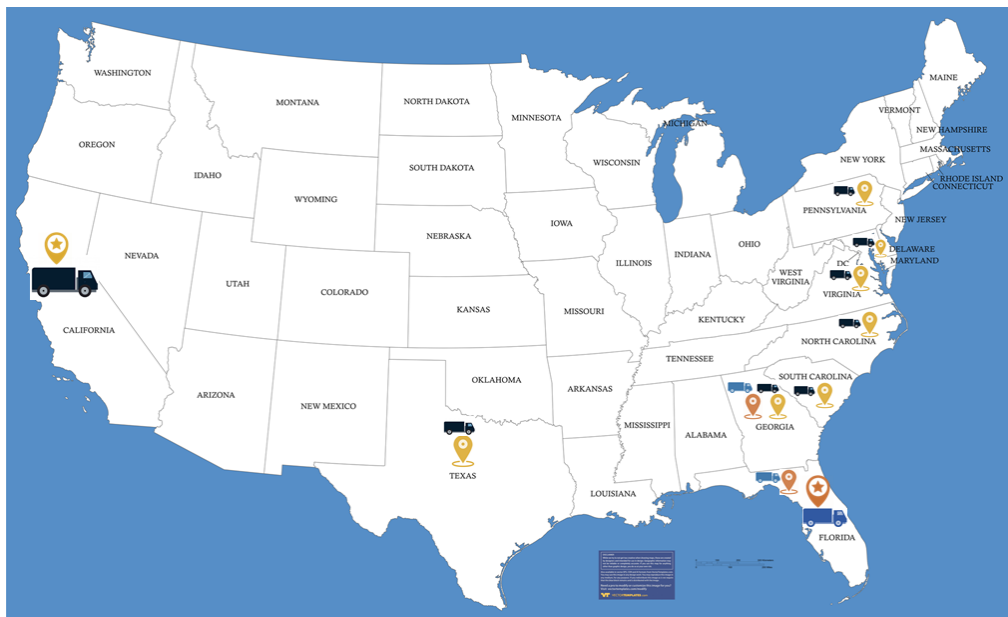 MAINE
WASHINGTON
MONTANA
NORTH DAKOTA
VERMONT
MINNESOTA
MICHIGAN
NEW HAMPSHIRE
OREGON
MASSACHUSETTS
WISCONSIN
NEW YORK
SOUTH DAKOTA
IDAHO
RHODE ISLAND
CONNECTICUT
WYOMING
PENNSYLVANIA
NEW JERSEY
IOWA
NEBRASKA
OHIO
DELAWARE
NEVADA
INDIANA
MARYLAND
ILLINOIS
DC
UTAH
WEST
VIRGINIA
COLORADO
VIRGINIA
KANSAS
MISSOURI
KENTUCKY
CALIFORNIA
NORTH CAROLINA
TENNESSEE
SOUTH CAROLINA
OKLAHOMA
ARKANSAS
ARIZONA
NEW MEXICO
MISSISSIPPI
GEORGIA
ALABAMA
TEXAS
LOUISIANA
FLORIDA